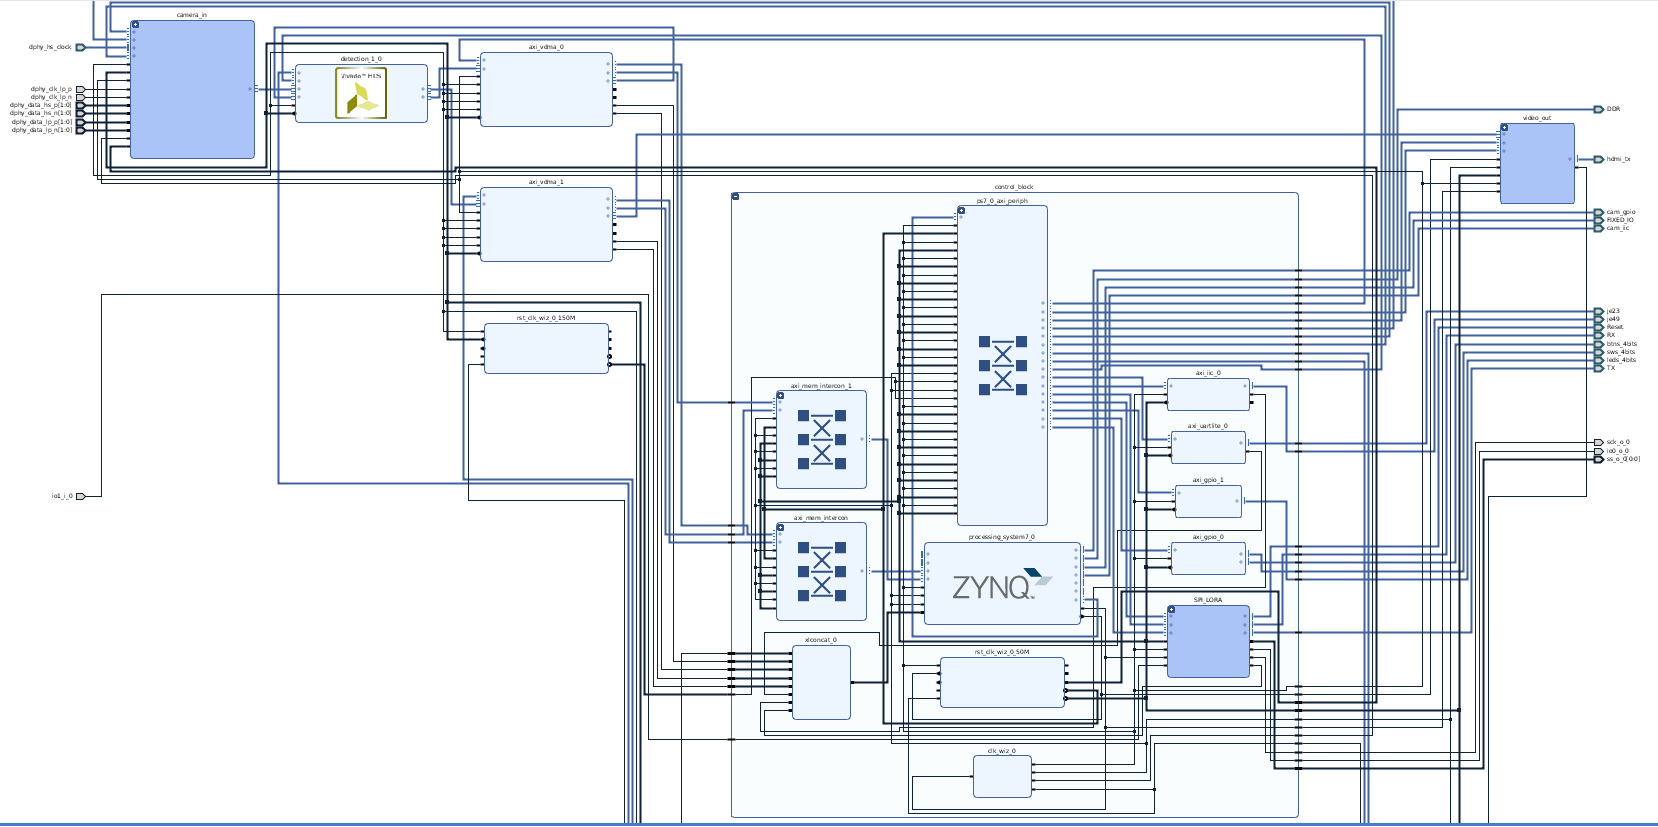 camera_in
dphy_hs_clock
dphy_clk_lp_p
dphy_clk_lp_n
dphy_data_hs_p[1:0]
dphy_data_hs_n[1:0]
dphy_data_lp_p[1:0]
dphy_data_lp_n[1:0]
detection_1_0
Vivado™ HLS
axi_vdma_0
axi_vdma_1
rst_clk_wiz_0_150M
io1_i_0
control_block
ps7_0_axi_periph
axi_mem_intercon_1
axi_mem_intercon
processing_system7_0
ZYNQ
xlconcat_0
rst_clk_wiz_0_50M
clk_wiz_0
axi_iic_0
axi_uartlite_0
axi_gpio_1
axi_gpio_0
SPI_LORA
video_out
DDR
hdmi_tx
cam_gpio
FIXED_IO
cam_iic
je23
je49
Reset
RX
btns_4bits
sws_4bits
leds_4bits
TX
sck_o_0
io0_o_0
ss_o_0[0:0]